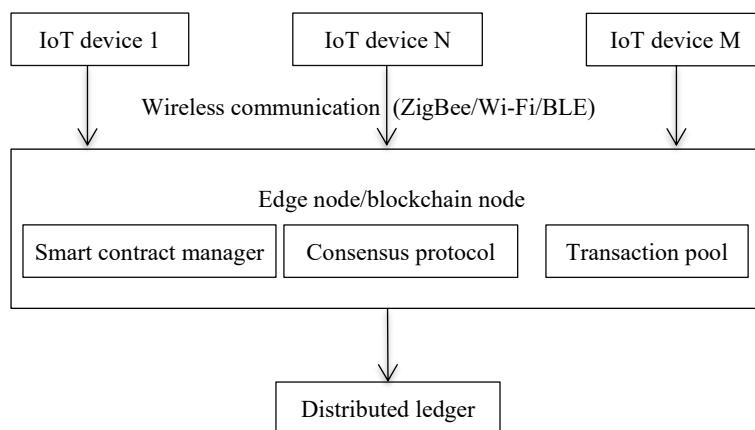 IoT device 1
IoT device N
IoT device M
Wireless communication (ZigBee/Wi-Fi/BLE)
Edge node/blockchain node
Smart contract manager
Consensus protocol
Transaction pool
Distributed ledger